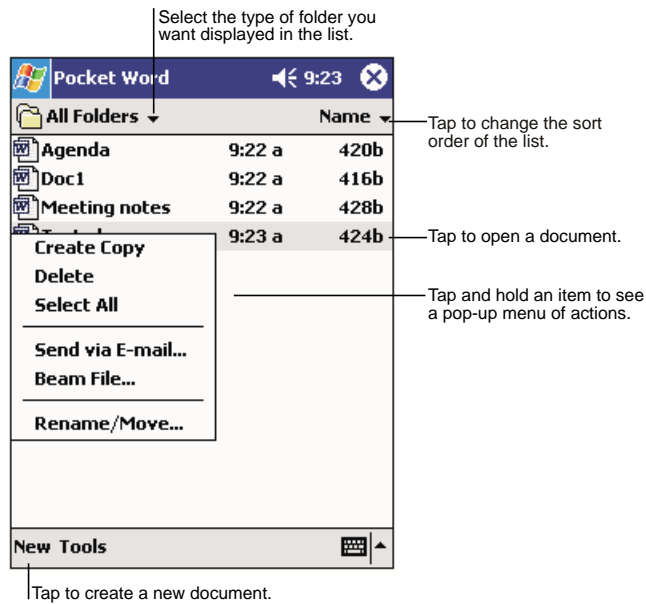 Select the type of folder you
want displayed in the list.
Pocket Word 9:23
All Folders Name
Tap to change the sort
order of the list.
Agenda 9:22 a 420b
Doc1 9:22 a 416b
Meeting notes 9:22 a 428b
9:23 a 424b
Tap to open a document.
Create Copy
Delete
Select All
Tap and hold an item to see
a pop-up menu of actions.
Send via E-mail...
Beam File...
Rename/Move...
New Tools
Tap to create a new document.